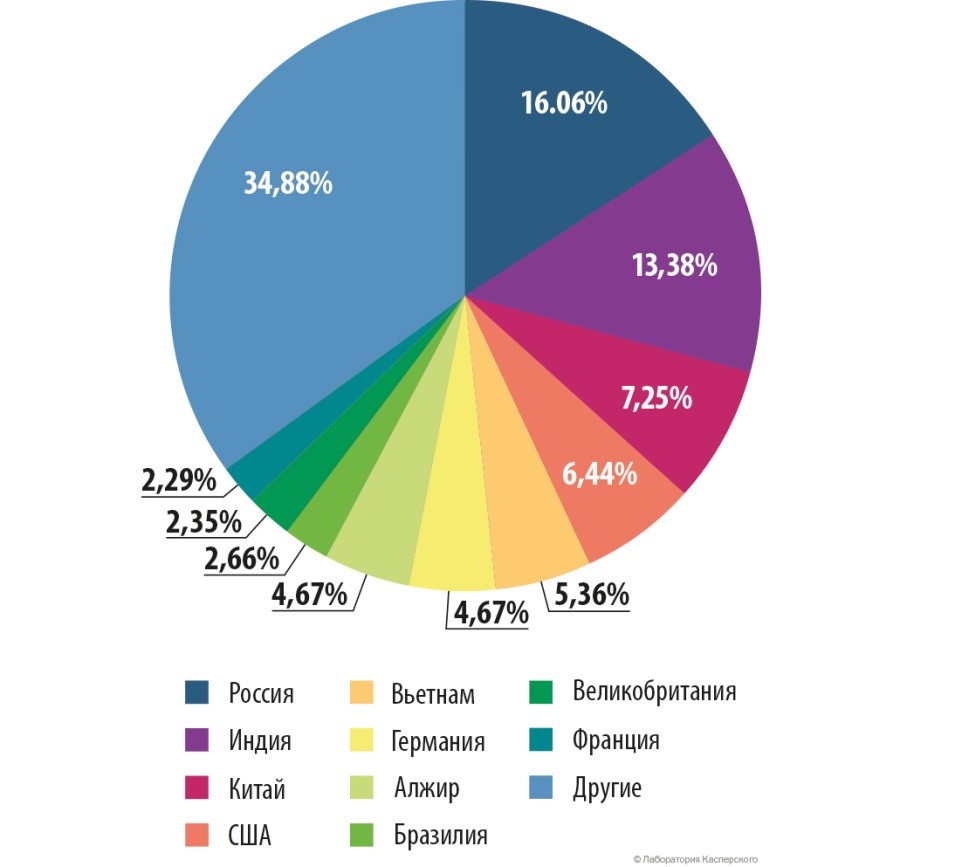 16.06%
34,88%
13,38%
7,25%
6,44%
2,29%
2,35%
2,66%
4,67%
4,67%
5,36%
Россия
Вьетнам
Великобритания
Индия
Германия
Франция
Китай
Алжир
Другие
США
Бразилия
© Лаборатория Касперского